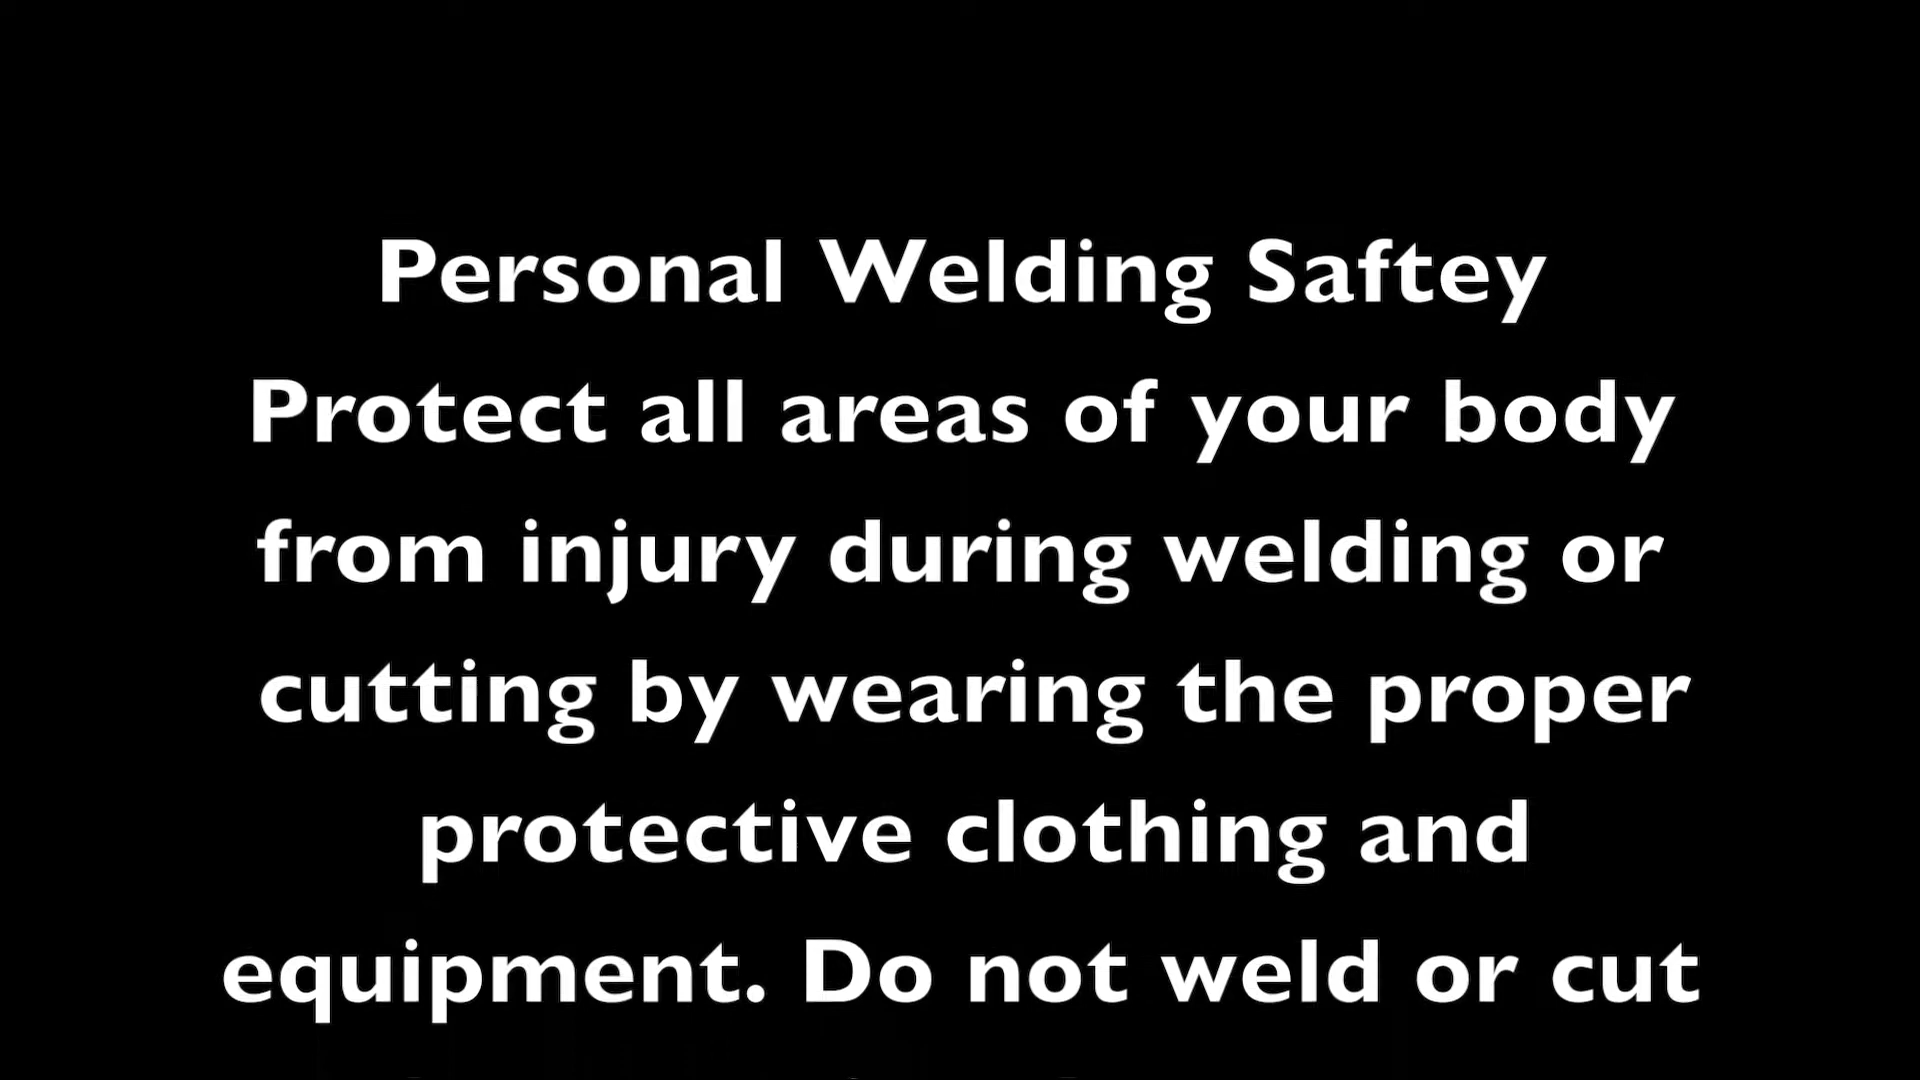 Personal Welding Saftey
Protect all areas of your body
from injury during welding or
cutting by wearing the proper
protective clothing and
equipment. Do not weld or cut